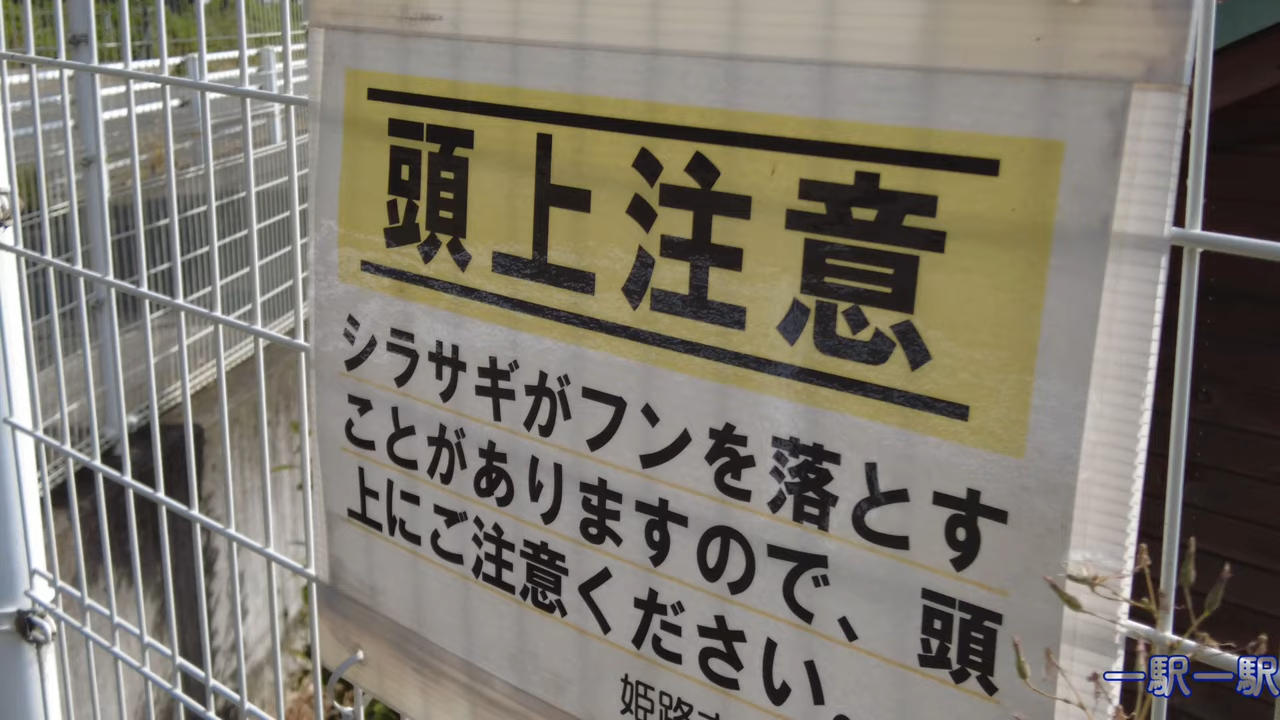 頭上注意
シラサギがフンを落とす
ことがありますので、頭
上にご注意ください。
姫路
一駅一駅